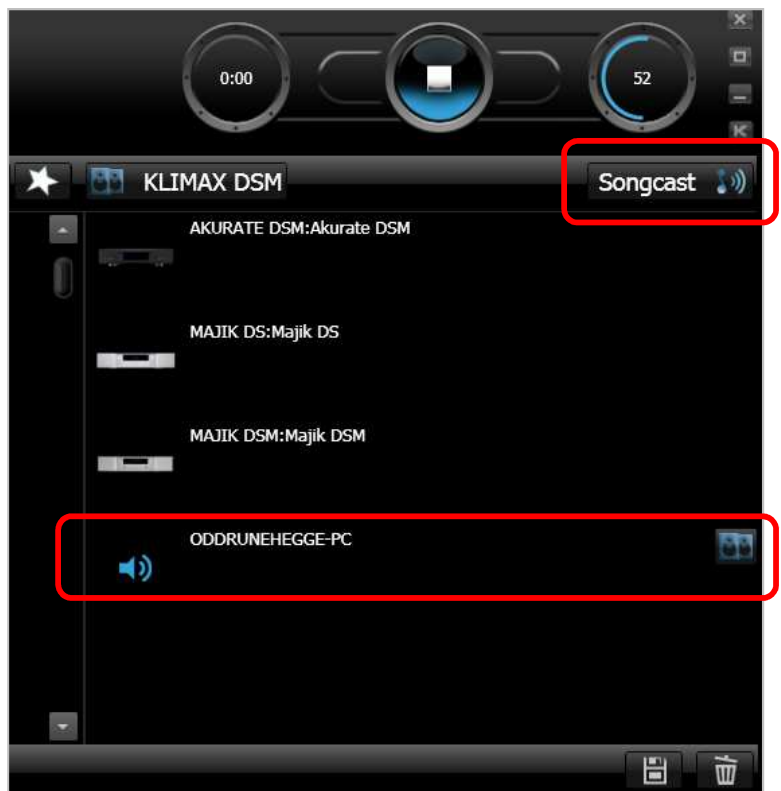 0:00
52
KLIMAX DSM
Songcast
AKURATE DSM:Akurate DSM
MAJIK DS:Majik DS
MAJIK DSM:Majik DSM
ODDRUNEHEGGE-PC